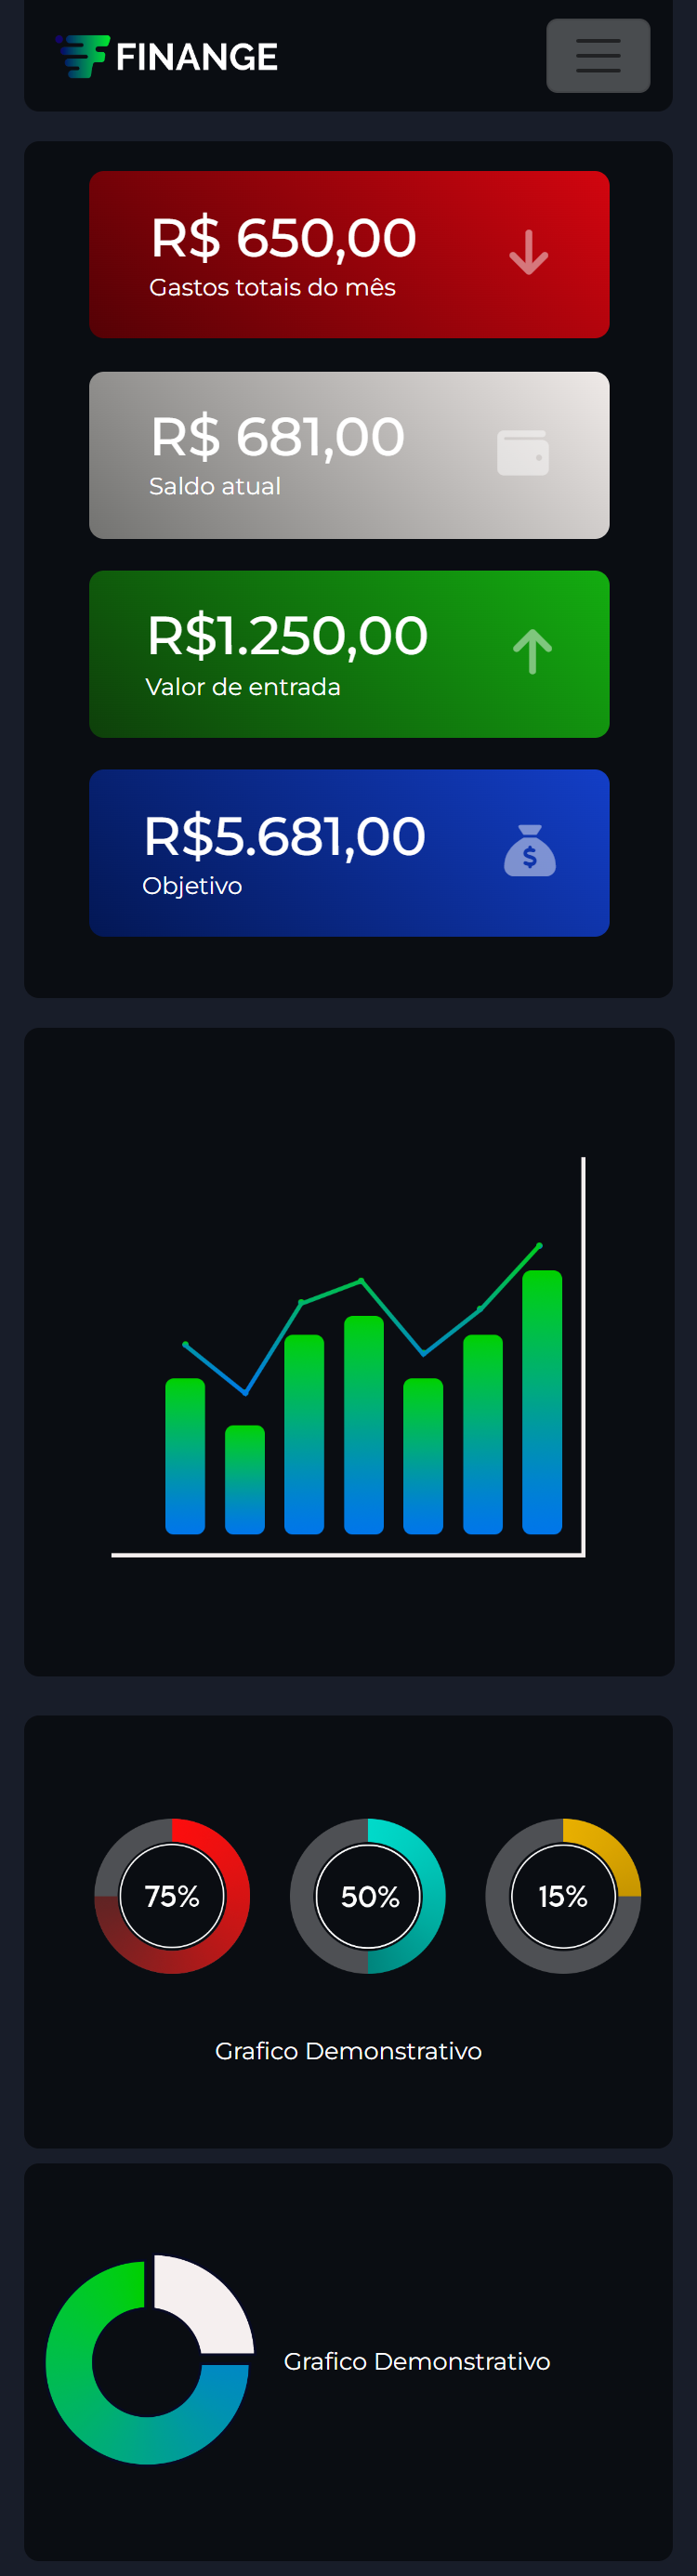 FINANGE
R$ 650,00
Gastos totais do mês
R$ 681,00
Saldo atual
R$1.250,00
Valor de entrada
R$5.681,00
Objetivo
$
75% 50% 15%
Grafico Demonstrativo
Grafico Demonstrativo